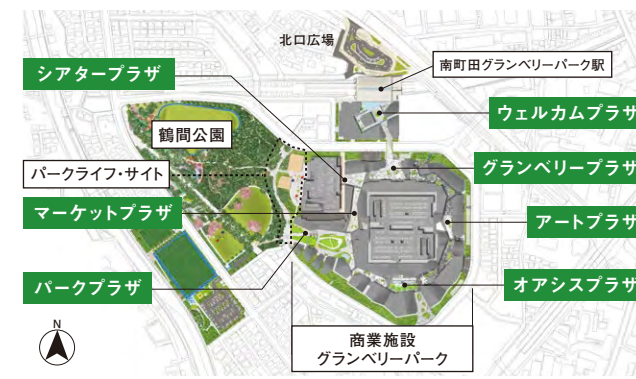 北口広場
南町田グランベリーパーク駅
シアタープラザ
ウェルカムプラザ
鶴間公園
グランベリープラザ
パークライフ・サイト
マーケットプラザ
アートプラザ
パークプラザ
オアシスプラザ
N
商業施設
グランベリーパーク